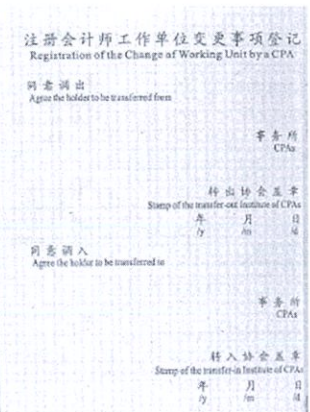 注册会计师工作单位变更事项登记
Registration of the Change of Working Unit by a CPA
同意调出
Agree the holder to be transferred from
事务所
CPAs
转出协会盖章
Stamp of the transfer-out Institute of CPAs
年 月 日
/y /m /d
同意调入
Agree the holder to be transferred to
事务所
CPAs
转入协会盖章
Stamp of the transfer-in Institute of CPAs
年 月 日
/y /m /d